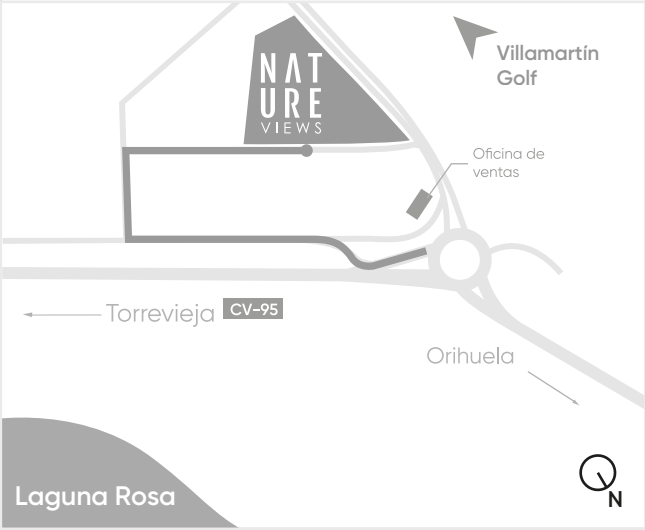 NAT
URE
VIEWS
Villamartín
Golf
Oficina de
ventas
Torrevieja CV-95
Orihuela
Laguna Rosa
N